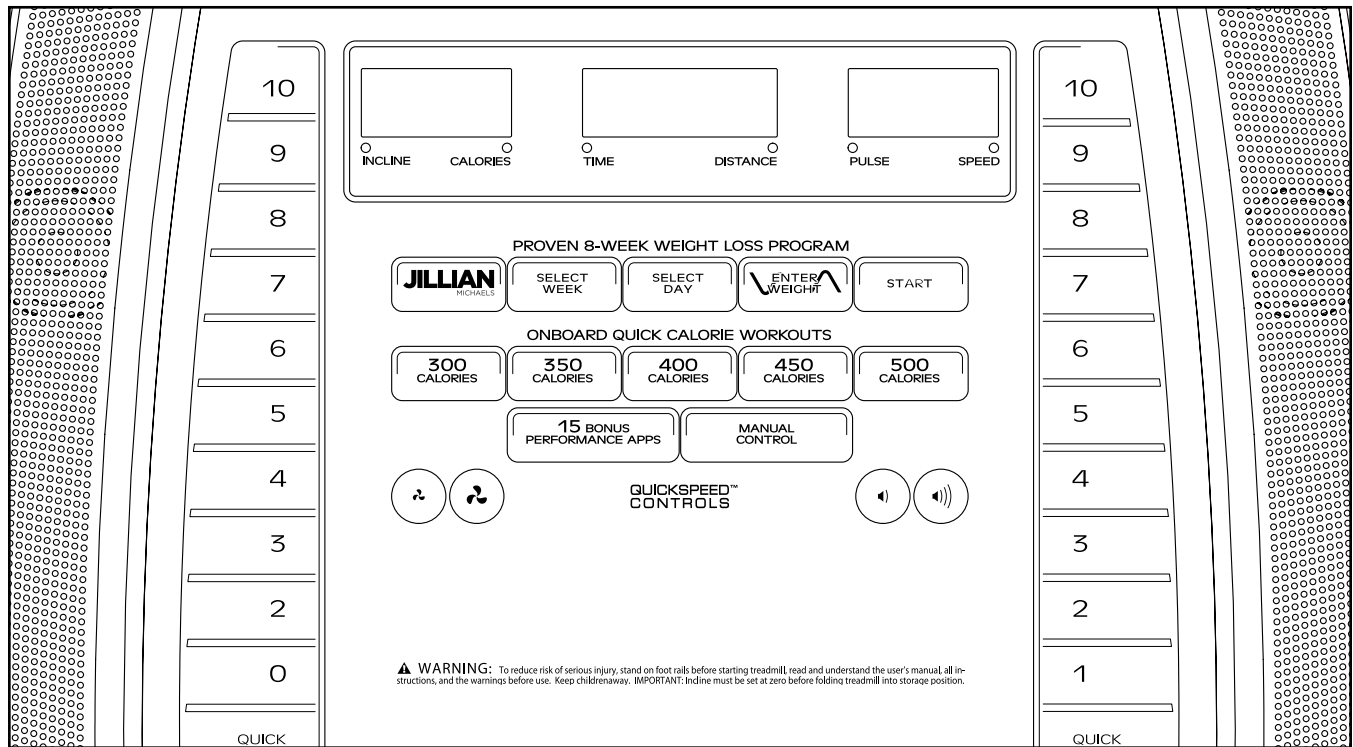 10
9
8
7
6
5
4
3
2
0
QUICK
INCLINE CALORIES
TIME DISTANCE
PULSE SPEED
PROVEN 8-WEEK WEIGHT LOSS PROGRAM
JILLIAN
MICHAELS
SELECT
WEEK
SELECT
DAY
ENTER
WEIGHT
START
ONBOARD QUICK CALORIE WORKOUTS
300
CALORIES
350
CALORIES
400
CALORIES
450
CALORIES
500
CALORIES
15 BONUS
PERFORMANCE APPS
MANUAL
CONTROL
QUICKSPEED™
CONTROLS
⚠ WARNING: To reduce risk of serious injury, stand on foot rails before starting treadmill, read and understand the user's manual, all in-
structions, and the warnings before use. Keep childrenaway. IMPORTANT: Incline must be set at zero before folding treadmill into storage position.
10
9
8
7
6
5
4
3
2
1
QUICK